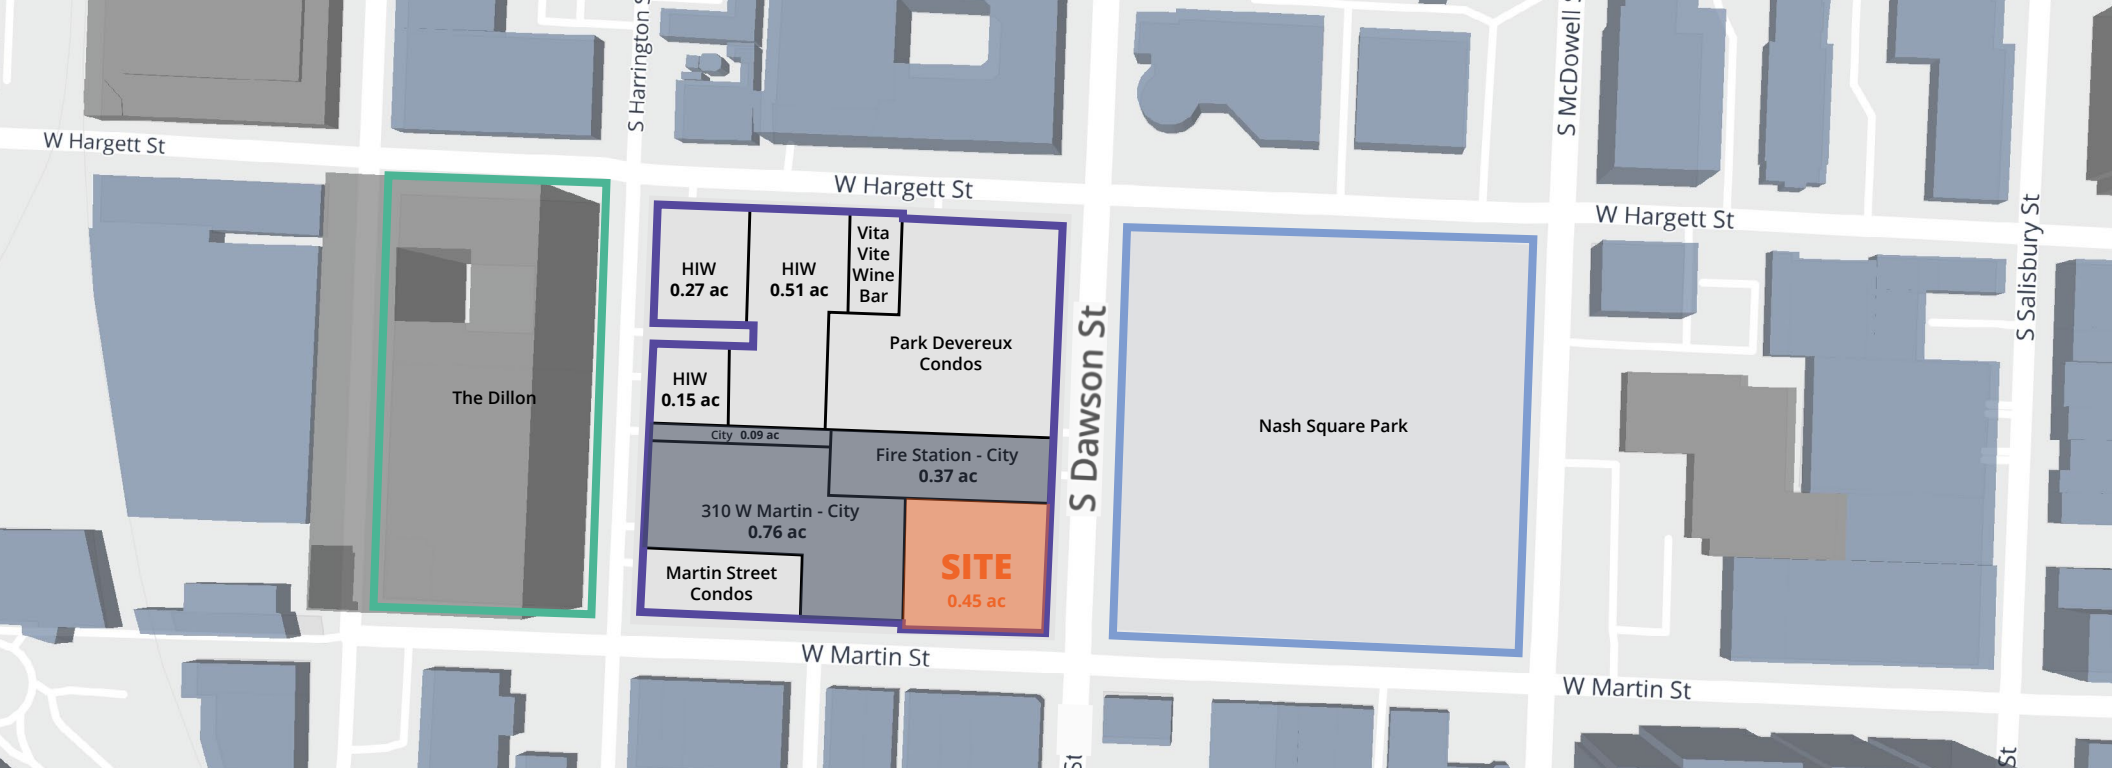 S Harrington S
S McDowell S
W Hargett St
W Hargett St
W Hargett St
S Salisbury St
HIW
0.27 ac
HIW
0.51 ac
Vita
Vite
Wine
Bar
Park Devereux
Condos
S Dawson St
The Dillon
HIW
0.15 ac
Nash Square Park
City 0.09 ac
Fire Station - City
0.37 ac
310 W Martin - City
0.76 ac
SITE
0.45 ac
Martin Street
Condos
W Martin St
W Martin St
St
St